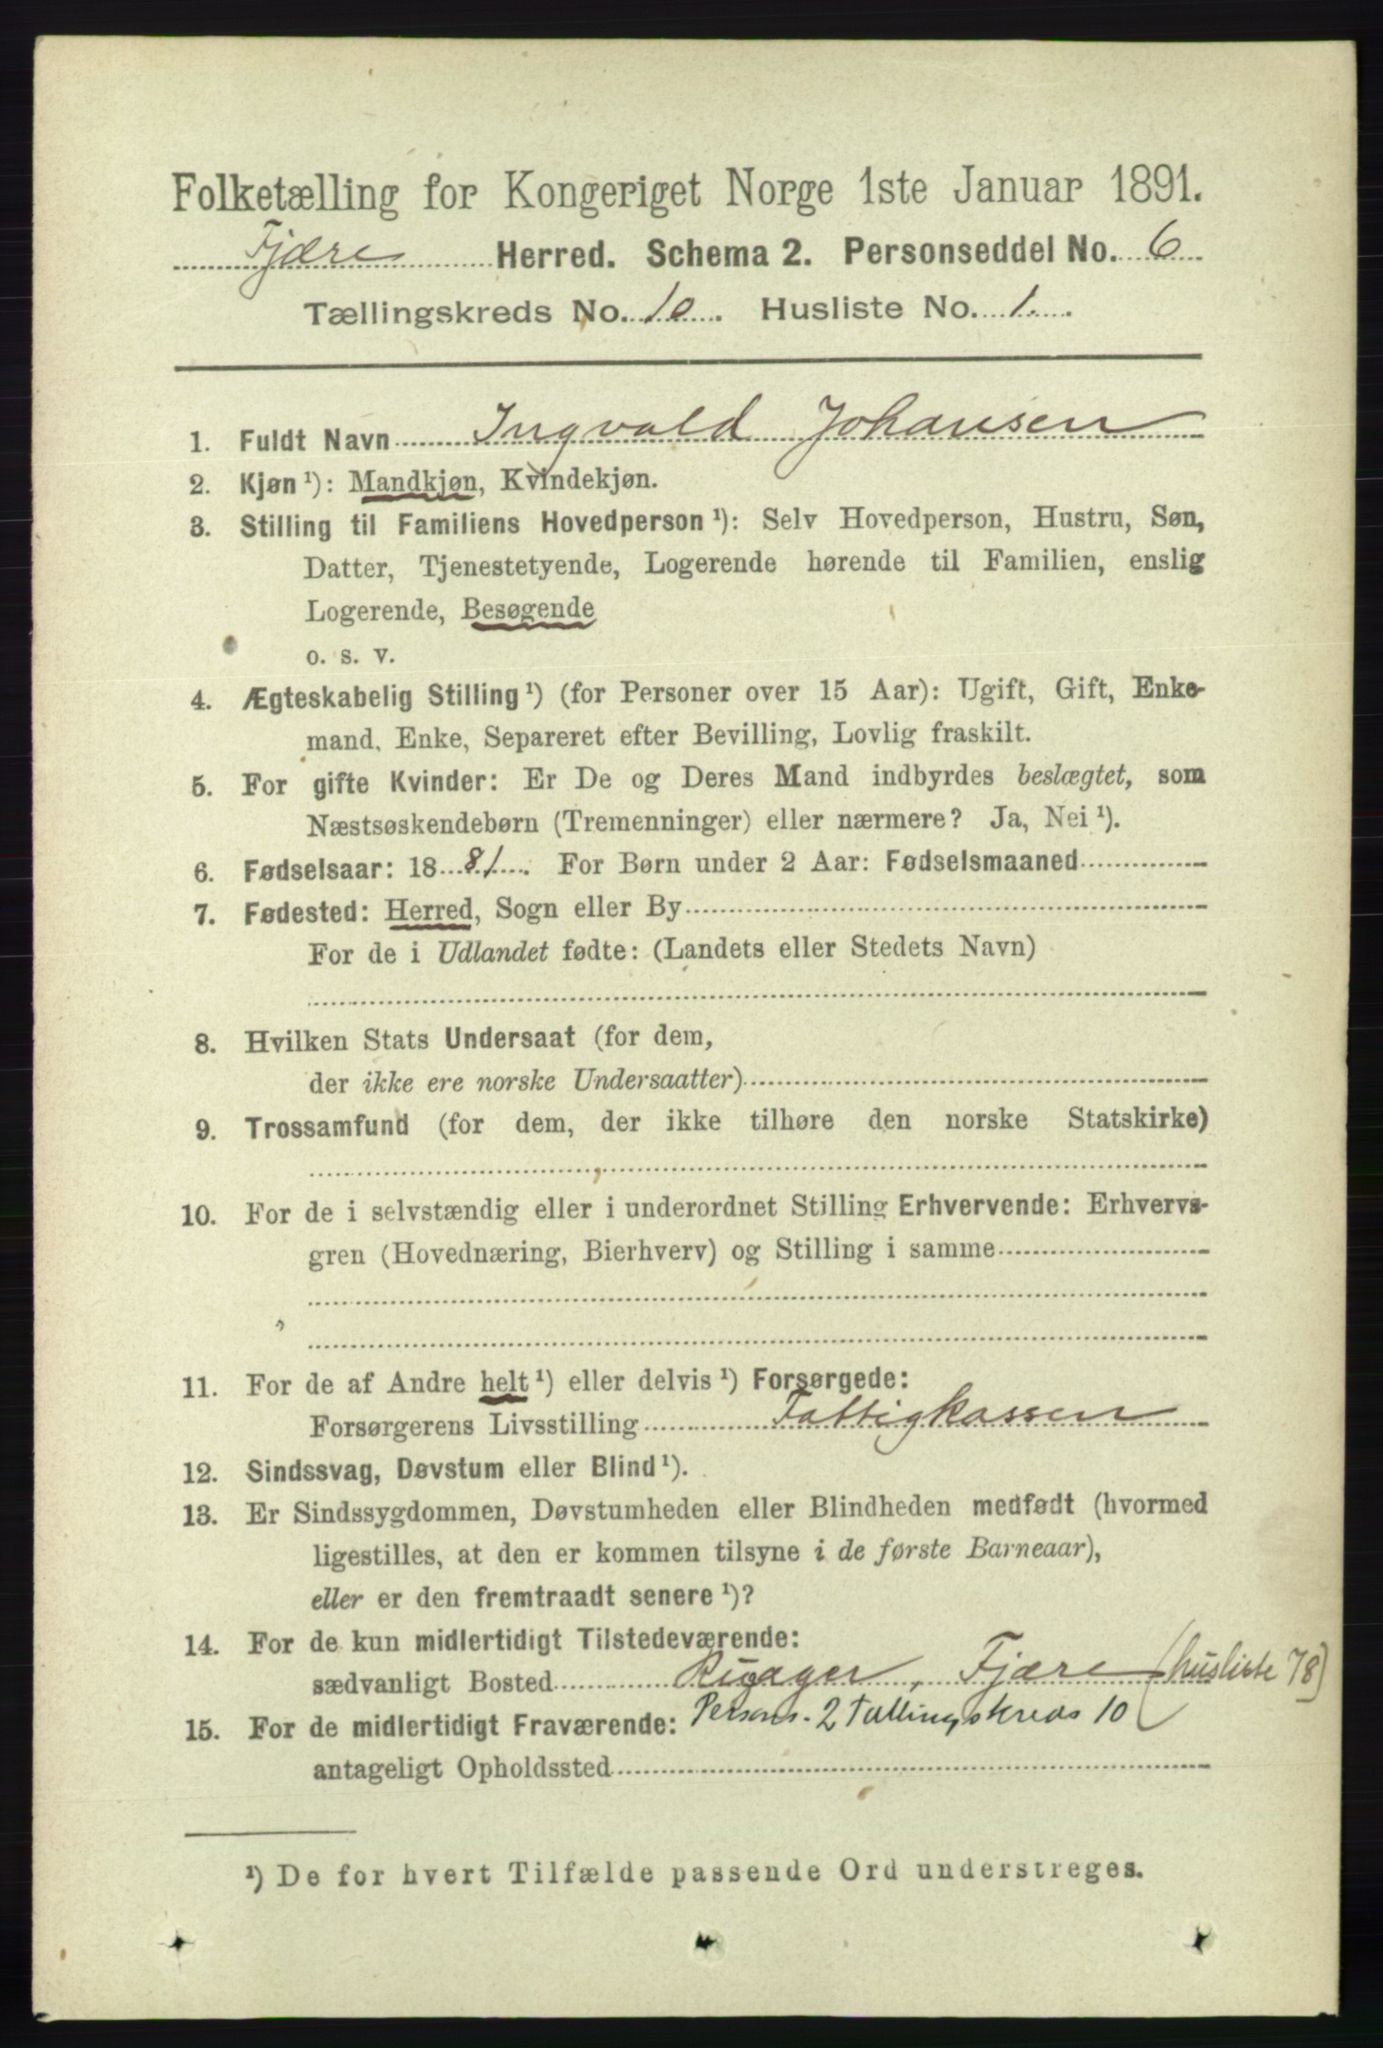 Folketælling for Kongeriget Norge 1ste Januar 1891.
Fjære Herred. Schema 2. Personseddel No. 6
Tællingskreds No. 10. Husliste No. 1.
1. Fuldt Navn Ingvald Johansen
2. Kjøn ¹): Mandkjøn, Kvindekjøn.
3. Stilling til Familiens Hovedperson ¹): Selv Hovedperson, Hustru, Søn,
Datter, Tjenestetyende, Logerende hørende til Familien, enslig
Logerende, Besøgende
o. s. v.
4. Ægteskabelig Stilling ¹) (for Personer over 15 Aar): Ugift, Gift, Enke-
mand, Enke, Separeret efter Bevilling, Lovlig fraskilt.
5. For gifte Kvinder: Er De og Deres Mand indbyrdes beslægtet, som
Næstsøskendebørn (Tremenninger) eller nærmere? Ja, Nei ¹).
6. Fødselsaar: 1881. For Børn under 2 Aar: Fødselsmaaned
7. Fødested: Herred, Sogn eller By
For de i Udlandet fødte: (Landets eller Stedets Navn)
8. Hvilken Stats Undersaat (for dem,
der ikke ere norske Undersaatter)
9. Trossamfund (for dem, der ikke tilhøre den norske Statskirke)
10. For de i selvstændig eller i underordnet Stilling Erhvervende: Erhvervs-
gren (Hovednæring, Bierhverv) og Stilling i samme
11. For de af Andre helt ¹) eller delvis ¹) Forsørgede:
Forsørgerens Livsstilling Fattigkassen
12. Sindssvag, Døvstum eller Blind ¹).
13. Er Sindssygdommen, Døvstumheden eller Blindheden medfødt (hvormed
ligestilles, at den er kommen tilsyne i de første Barneaar),
eller er den fremtraadt senere ¹)?
14. For de kun midlertidigt Tilstedeværende:
sædvanligt Bosted , Fjære (husliste 78)
15. For de midlertidigt Fraværende: Persons. 2 Tællingskreds 10
antageligt Opholdssted
¹) De for hvert Tilfælde passende Ord understreges.